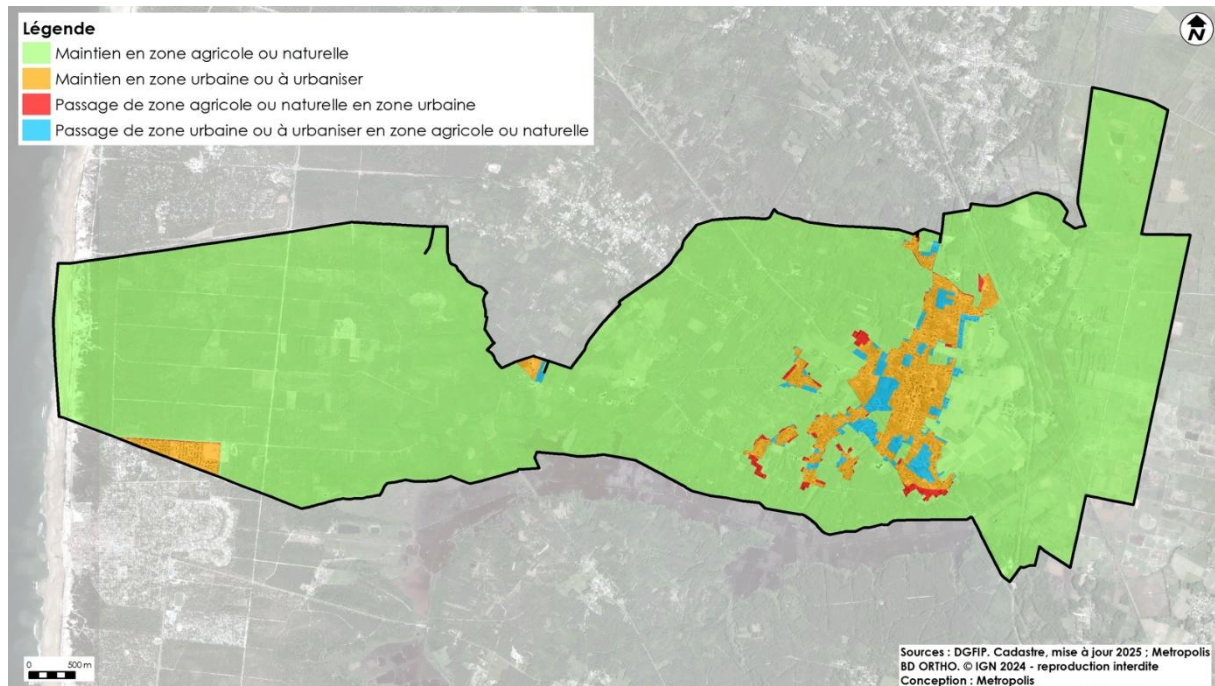 Légende
Maintien en zone agricole ou naturelle
Maintien en zone urbaine ou à urbaniser
Passage de zone agricole ou naturelle en zone urbaine
Passage de zone urbaine ou à urbaniser en zone agricole ou naturelle
N
0 500 m
Sources : DGFIP. Cadastre, mise à jour 2025 ; Metropolis
BD ORTHO. © IGN 2024 - reproduction interdite
Conception : Metropolis